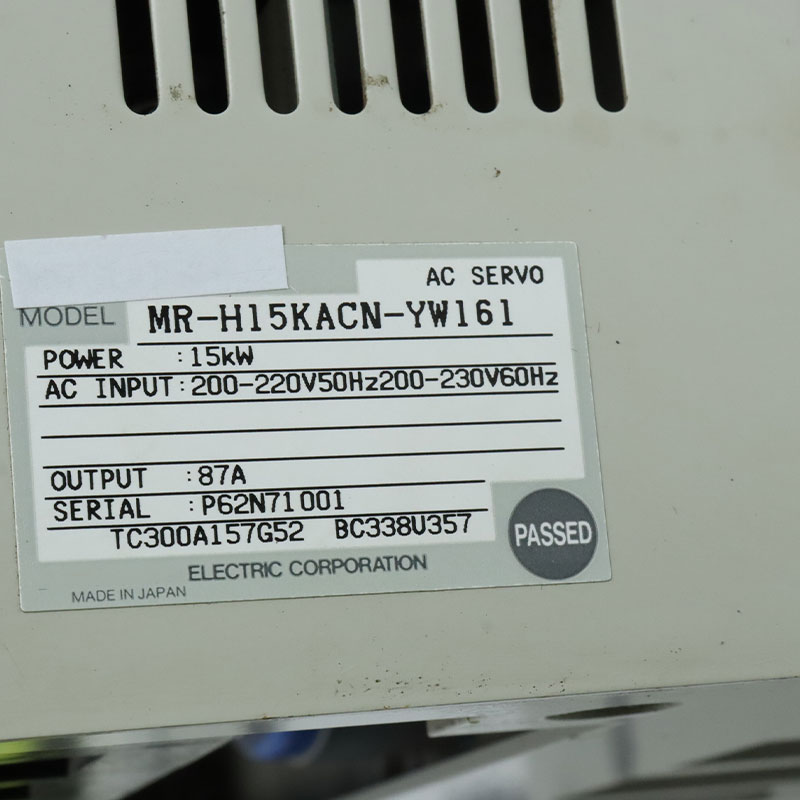 AC SERVO
MODEL MR-H15KACN-YW161
POWER :15kW
AC INPUT:200-220V50Hz200-230V60Hz
OUTPUT :87A
SERIAL :P62N71001
TC300A157G52 BC338U357
PASSED
ELECTRIC CORPORATION
MADE IN JAPAN